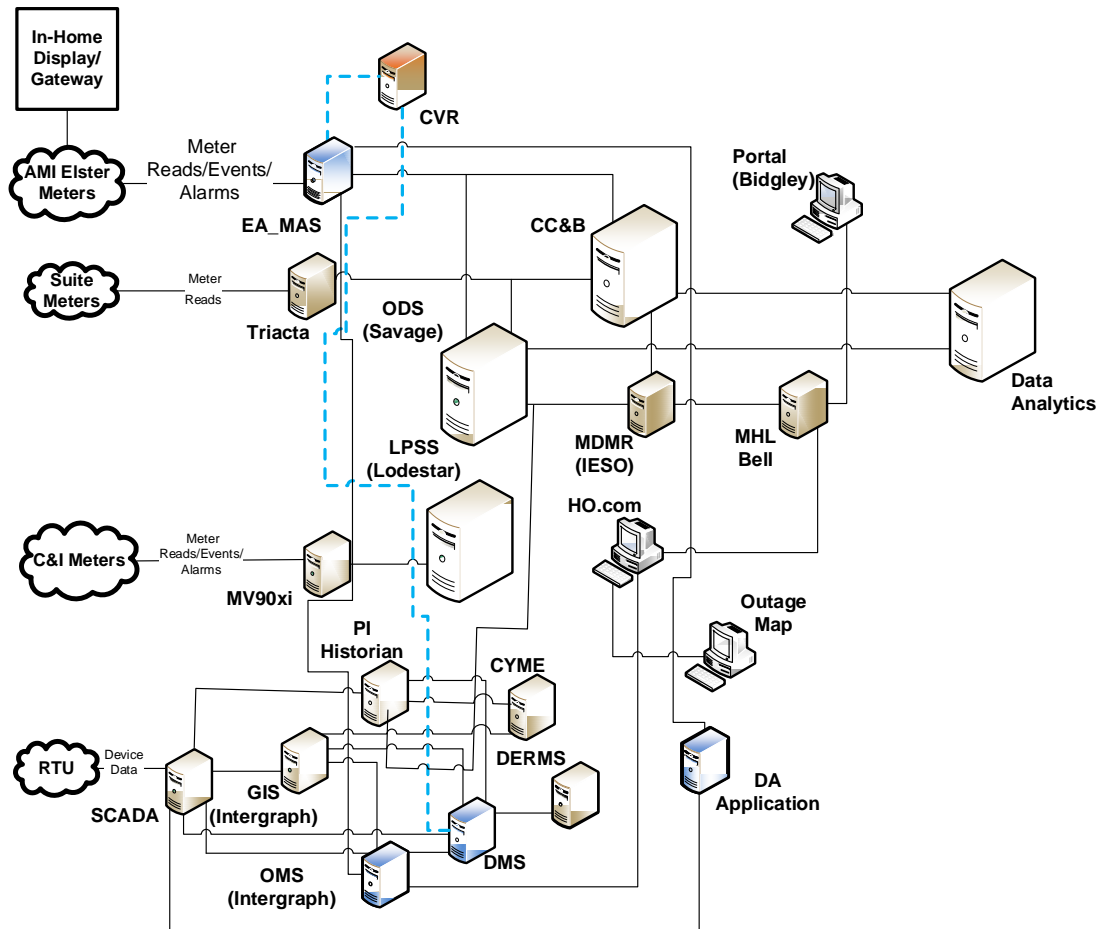 In-Home
Display/
Gateway
CVR
AMI Elster
Meters
Meter
Reads/Events/
Alarms
EA_MAS
Portal
(Bidgley)
CC&B
Suite
Meters
Meter
Reads
Triacta
ODS
(Savage)
Data
Analytics
LPSS
(Lodestar)
MDMR
(IESO)
MHL
Bell
HO.com
C&I Meters
Meter
Reads/Events/
Alarms
MV90xi
Outage
Map
PI
Historian
CYME
RTU
Device
Data
SCADA
GIS
(Intergraph)
DERMS
DA
Application
DMS
OMS
(Intergraph)